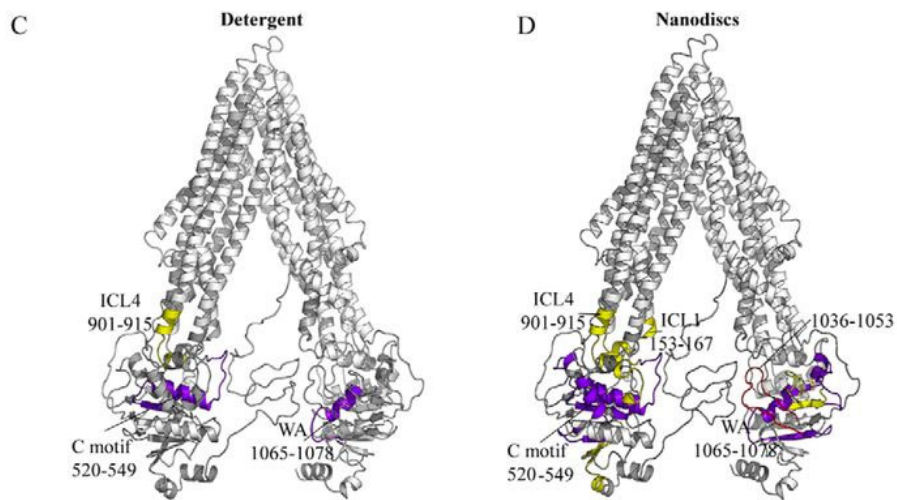 C
Detergent
ICL4
901-915
C motif
520-549
WA
1065-1078
D
Nanodiscs
ICL4
901-915
ICL1
153-167
1036-1053
C motif
520-549
WA
1065-1078